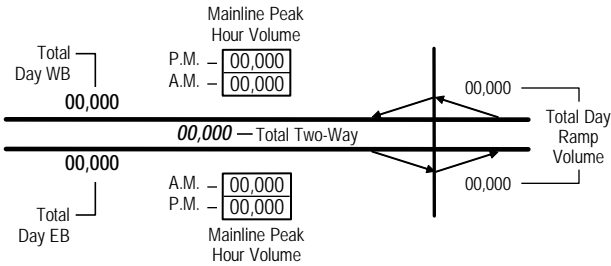 Mainline Peak
Hour Volume
Total
Day WB
P.M. – 00,000
A.M. – 00,000
00,000
00,000
Total Day
Ramp
Volume
00,000 — Total Two-Way
00,000
00,000
A.M. – 00,000
P.M. – 00,000
Total
Day EB
Mainline Peak
Hour Volume